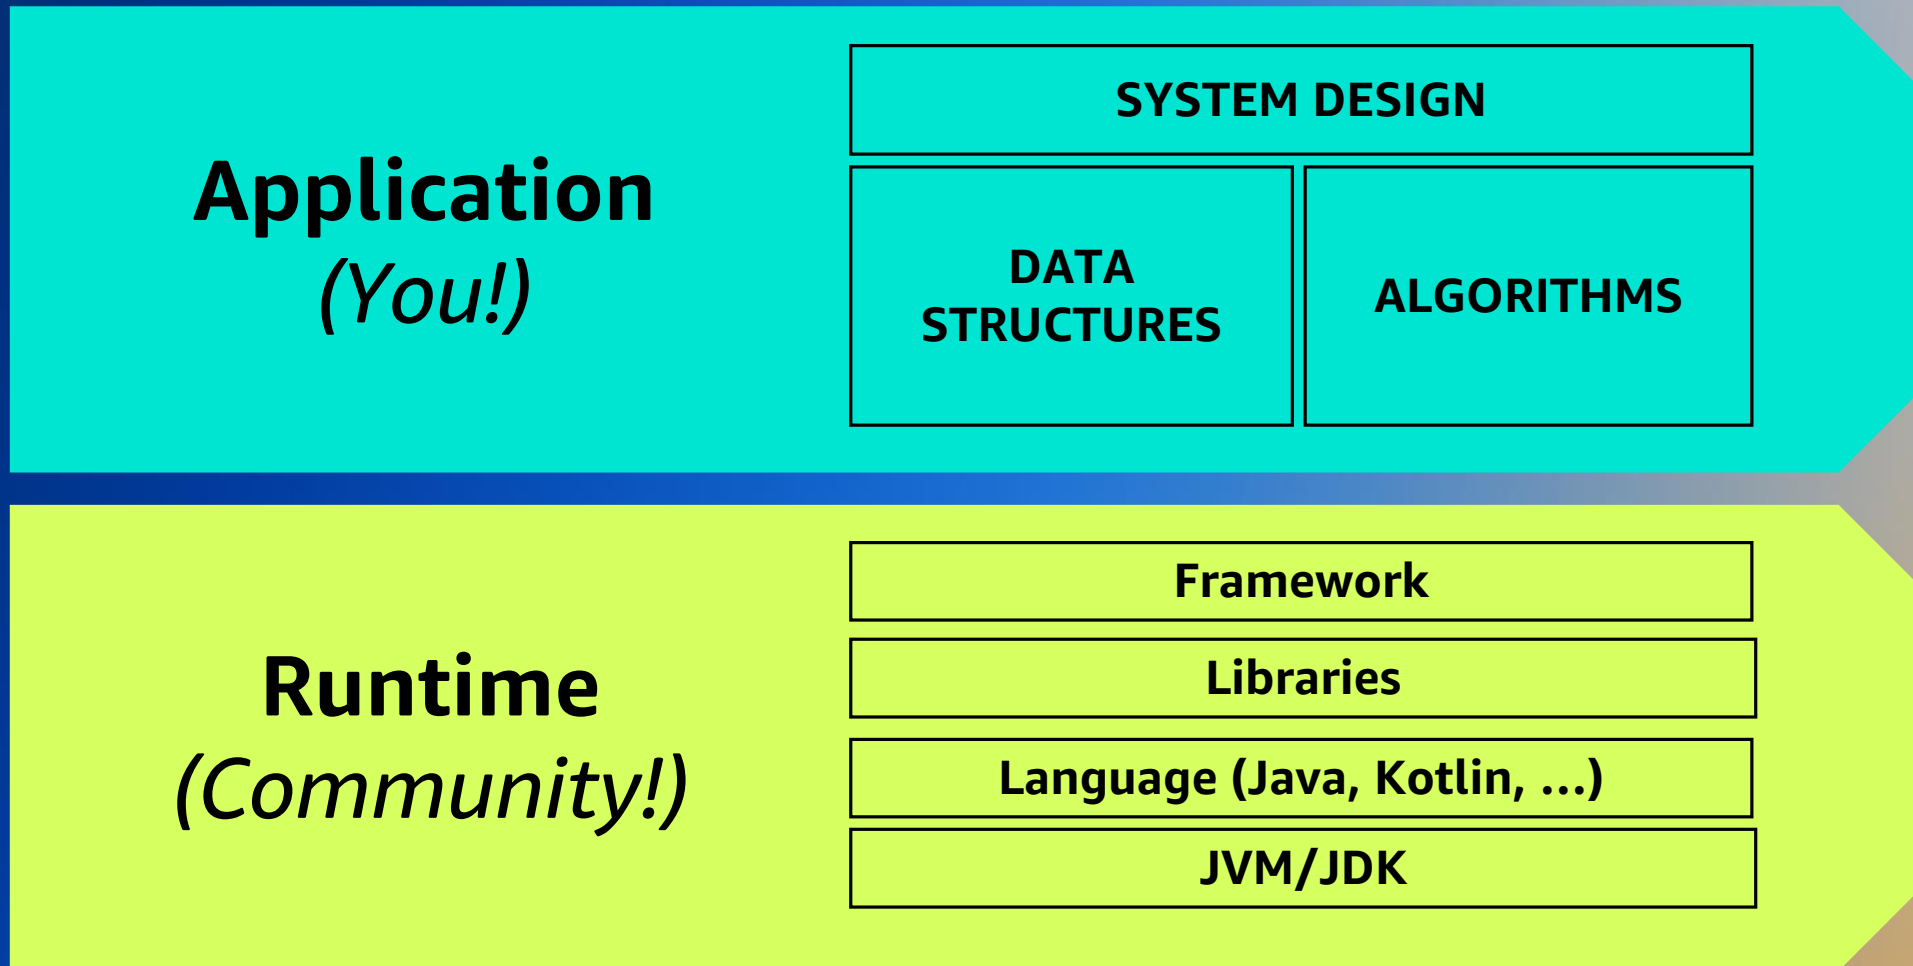 Application
(You!)
SYSTEM DESIGN
DATA
STRUCTURES
ALGORITHMS
Runtime
(Community!)
Framework
Libraries
Language (Java, Kotlin, …)
JVM/JDK